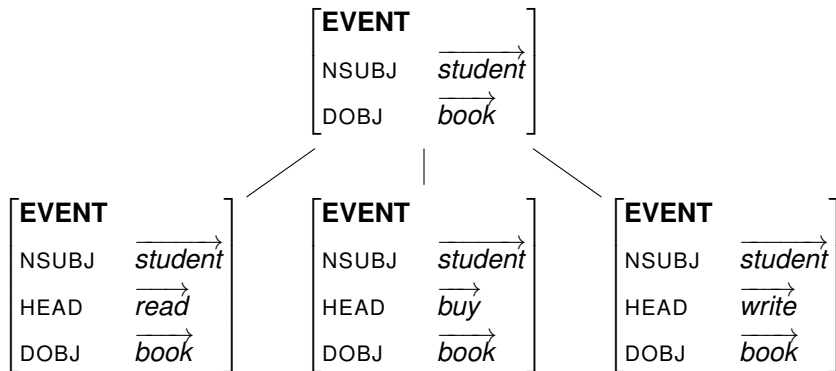 EVENT
NSUBJ student
DOBJ book
EVENT EVENT EVENT
NSUBJ student NSUBJ student NSUBJ student
HEAD read HEAD buy HEAD write
DOBJ book DOBJ book DOBJ book